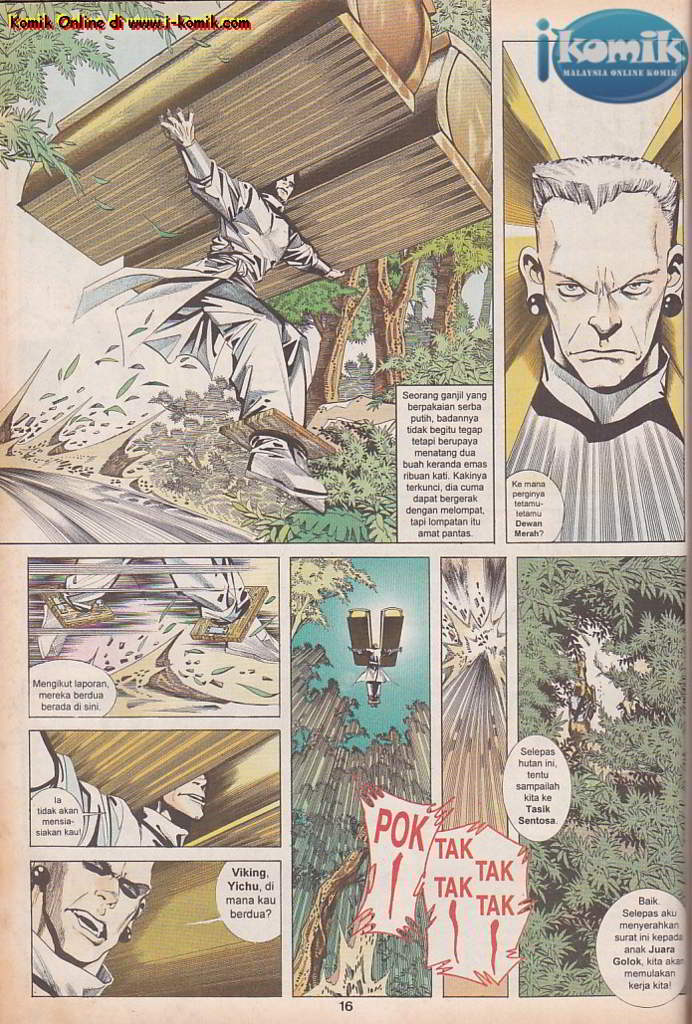 Komik Online di www.i-komik.com
ikomik
MALAYSIA ONLINE KOMIK
Seorang ganjil yang
berpakaian serba
putih, badannya
tidak begitu tegap
tetapi berupaya
menatang dua
buah keranda emas
ribuan kati. Kakinya
terkunci, dia cuma
dapat bergerak
dengan melompat,
tapi lompatan itu
amat pantas.
Ke mana
perginya
tetamu-
tetamu
Dewan
Merah?
Mengikut laporan,
mereka berdua
berada di sini.
Ia
tidak akan
mensia-
siakan kau!
Viking,
Yichu, di
mana kau
berdua?
POK
!
TAK
TAK
TAK
TAK
! !
Selepas
hutan ini,
tentu
sampailah
kita ke
Tasik
Sentosa.
Baik.
Selepas aku
menyerahkan
surat ini kepada
anak Juara
Golok, kita akan
memulakan
kerja kita!
16